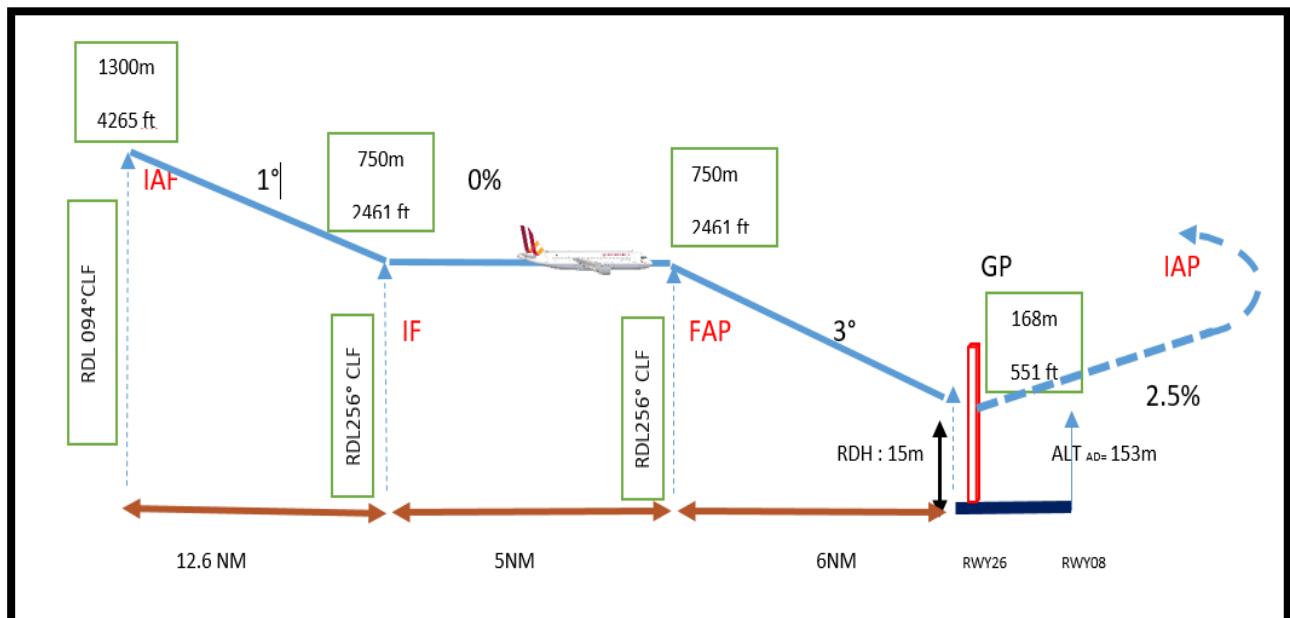 1300m
4265 ft
IAF
1°
750m
2461 ft
0%
750m
2461 ft
GP
IAP
168m
551 ft
RDL 094°CLF
IF
RDL256° CLF
RDL256° CLF
FAP
3°
2.5%
RDH : 15m
ALT AD= 153m
12.6 NM
5NM
6NM
RWY26
RWY08